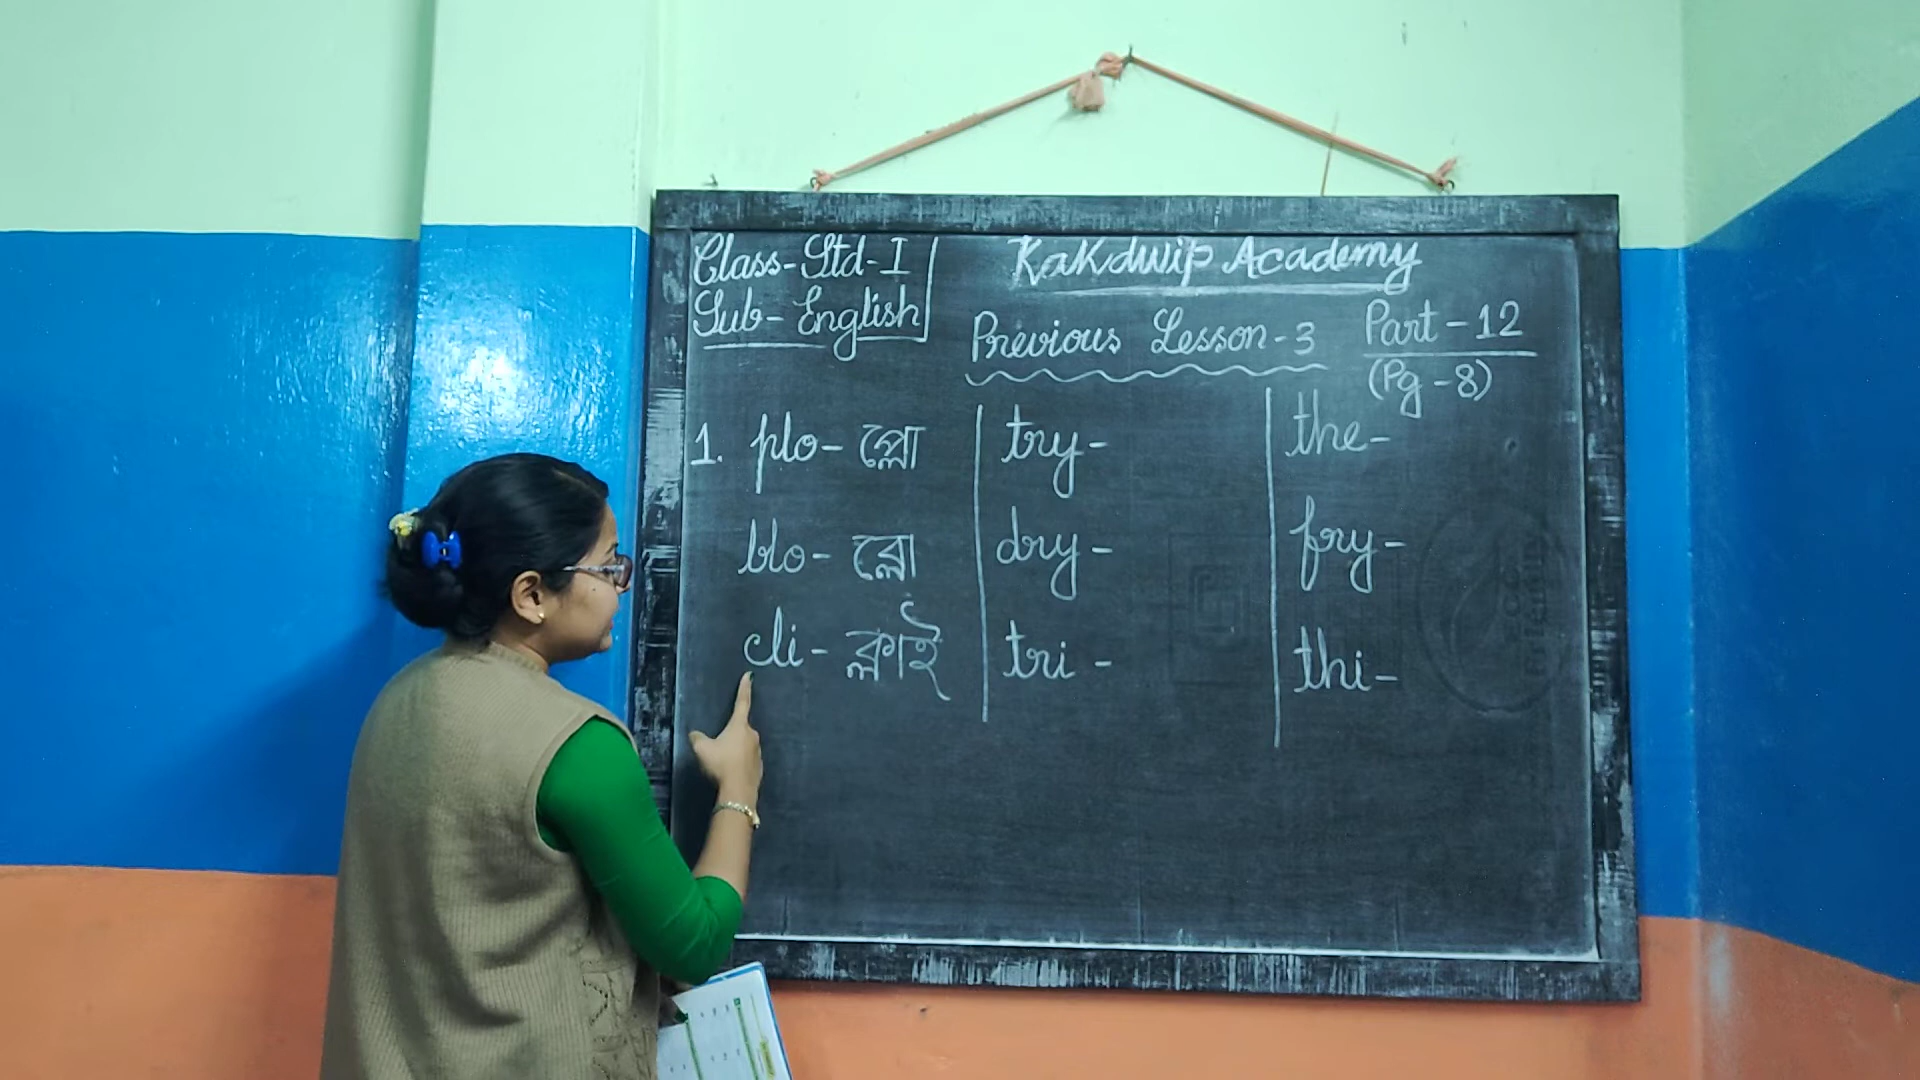 Class-Std-I
Sub-English
KaKdwip Academy
Previous Lesson-3
Part-12
(Pg-8)
1. plo- প্লো
try-
the-
blo- ব্লো
dry-
fry-
cli- ক্লাই
tri-
thi-